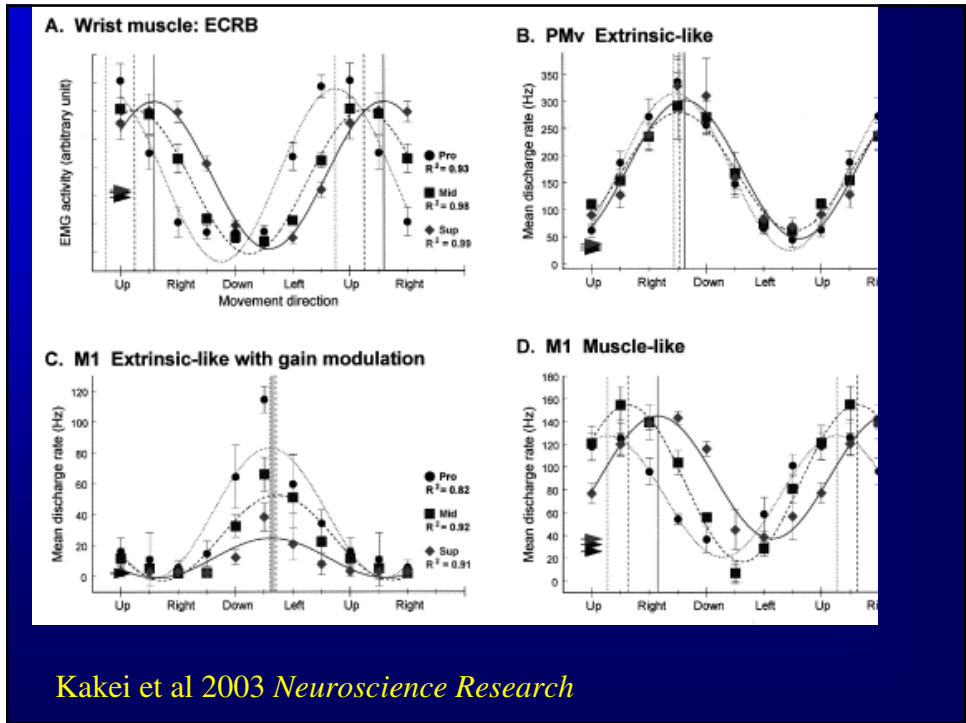 A. Wrist muscle: ECRB
EMG activity (arbitrary unit)
Pro
R² = 0.93
Mid
R² = 0.98
Sup
R² = 0.99
Up Right Down Left Up Right
Movement direction
B. PMv Extrinsic-like
Mean discharge rate (Hz)
350
300
250
200
150
100
50
0
Up Right Down Left Up Ri
C. M1 Extrinsic-like with gain modulation
Mean discharge rate (Hz)
120
100
80
60
40
20
0
Pro
R² = 0.82
Mid
R² = 0.92
Sup
R² = 0.91
Up Right Down Left Up Right
D. M1 Muscle-like
Mean discharge rate (Hz)
180
160
140
120
100
80
60
40
20
0
Up Right Down Left Up Ri
Kakei et al 2003 Neuroscience Research